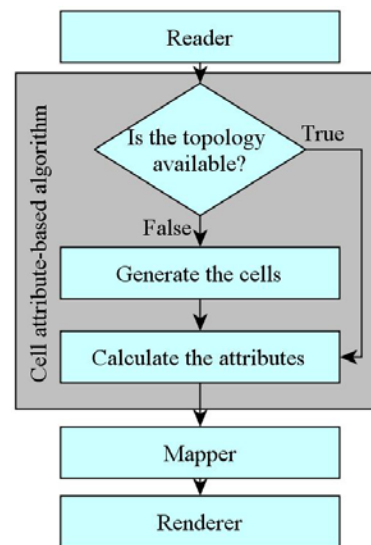 Reader
Cell attribute-based algorithm
Is the topology
available?
True
False
Generate the cells
Calculate the attributes
Mapper
Renderer